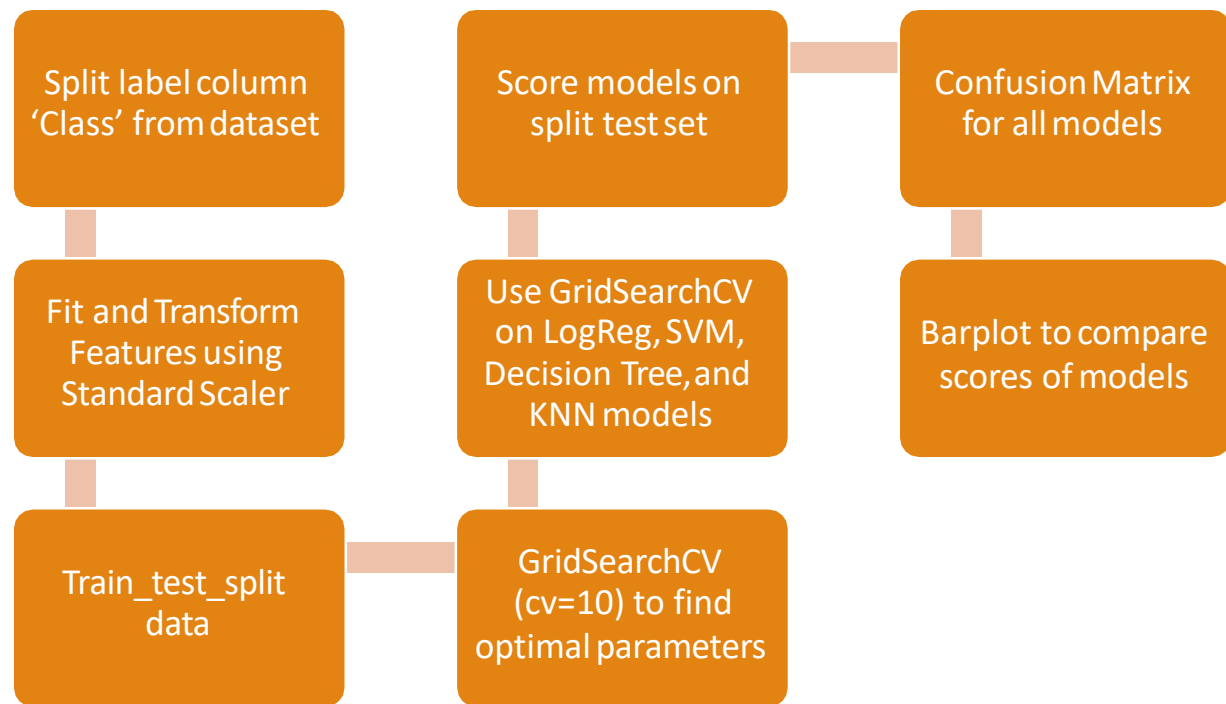 Split label column
‘Class’ from dataset
Fit and Transform
Features using
Standard Scaler
Train_test_split
data
GridSearchCV
(cv=10) to find
optimal parameters
Use GridSearchCV
on LogReg, SVM,
Decision Tree, and
KNN models
Score models on
split test set
Confusion Matrix
for all models
Barplot to compare
scores of models